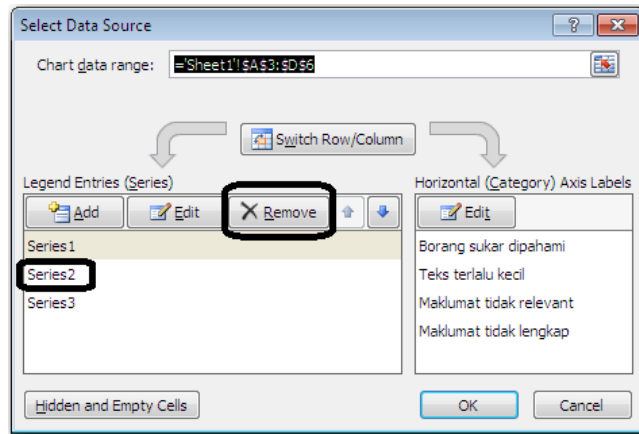 Select Data Source
Chart data range: ='Sheet1'!$A$3:$D$6
Switch Row/Column
Legend Entries (Series)
Add Edit Remove
Series1
Series2
Series3
Horizontal (Category) Axis Labels
Edit
Borang sukar dipahami
Teks terlalu kecil
Maklumat tidak relevant
Maklumat tidak lengkap
Hidden and Empty Cells
OK Cancel